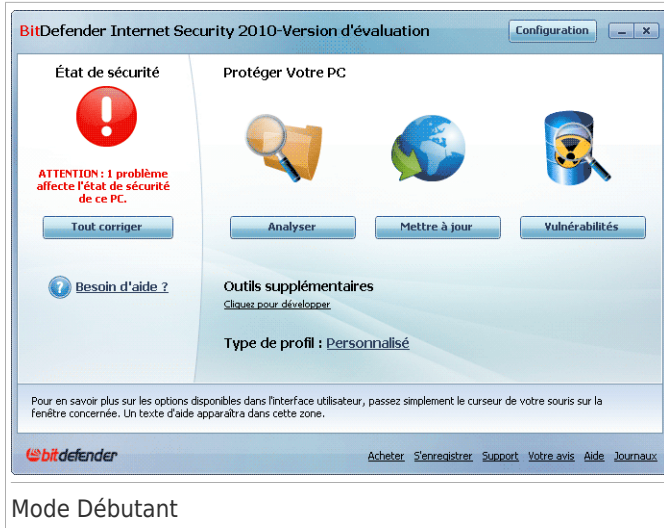 BitDefender Internet Security 2010-Version d'évaluation
Configuration
État de sécurité
ATTENTION : 1 problème
affecte l'état de sécurité
de ce PC.
Tout corriger
Besoin d'aide ?
Protéger Votre PC
Analyser
Mettre à jour
Vulnérabilités
Outils supplémentaires
Cliquez pour développer
Type de profil : Personnalisé
Pour en savoir plus sur les options disponibles dans l'interface utilisateur, passez simplement le curseur de votre souris sur la
fenêtre concernée. Un texte d'aide apparaîtra dans cette zone.
bitdefender
Acheter S'enregistrer Support Votre avis Aide Journaux
Mode Débutant